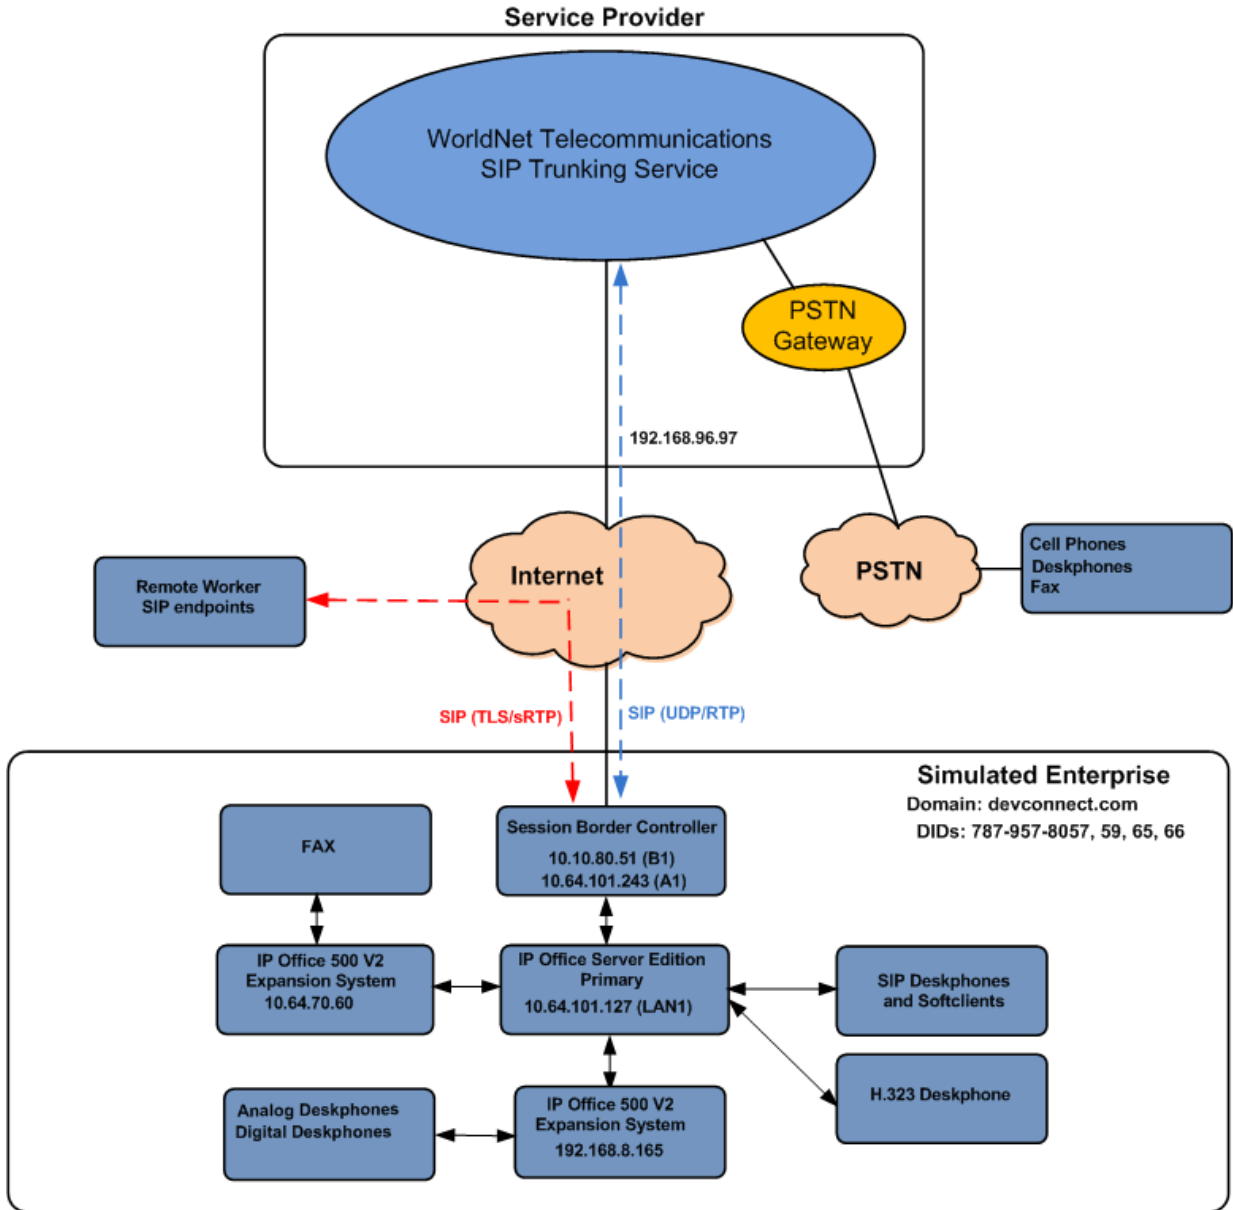 Service Provider
WorldNet Telecommunications
SIP Trunking Service
PSTN
Gateway
192.168.96.97
Internet
PSTN
Cell Phones
Deskphones
Fax
Remote Worker
SIP endpoints
SIP (TLS/sRTP)
SIP (UDP/RTP)
Simulated Enterprise
Domain: devconnect.com
DIDs: 787-957-8057, 59, 65, 66
FAX
Session Border Controller
10.10.80.51 (B1)
10.64.101.243 (A1)
IP Office 500 V2
Expansion System
10.64.70.60
IP Office Server Edition
Primary
10.64.101.127 (LAN1)
SIP Deskphones
and Softclients
H.323 Deskphone
Analog Deskphones
Digital Deskphones
IP Office 500 V2
Expansion System
192.168.8.165